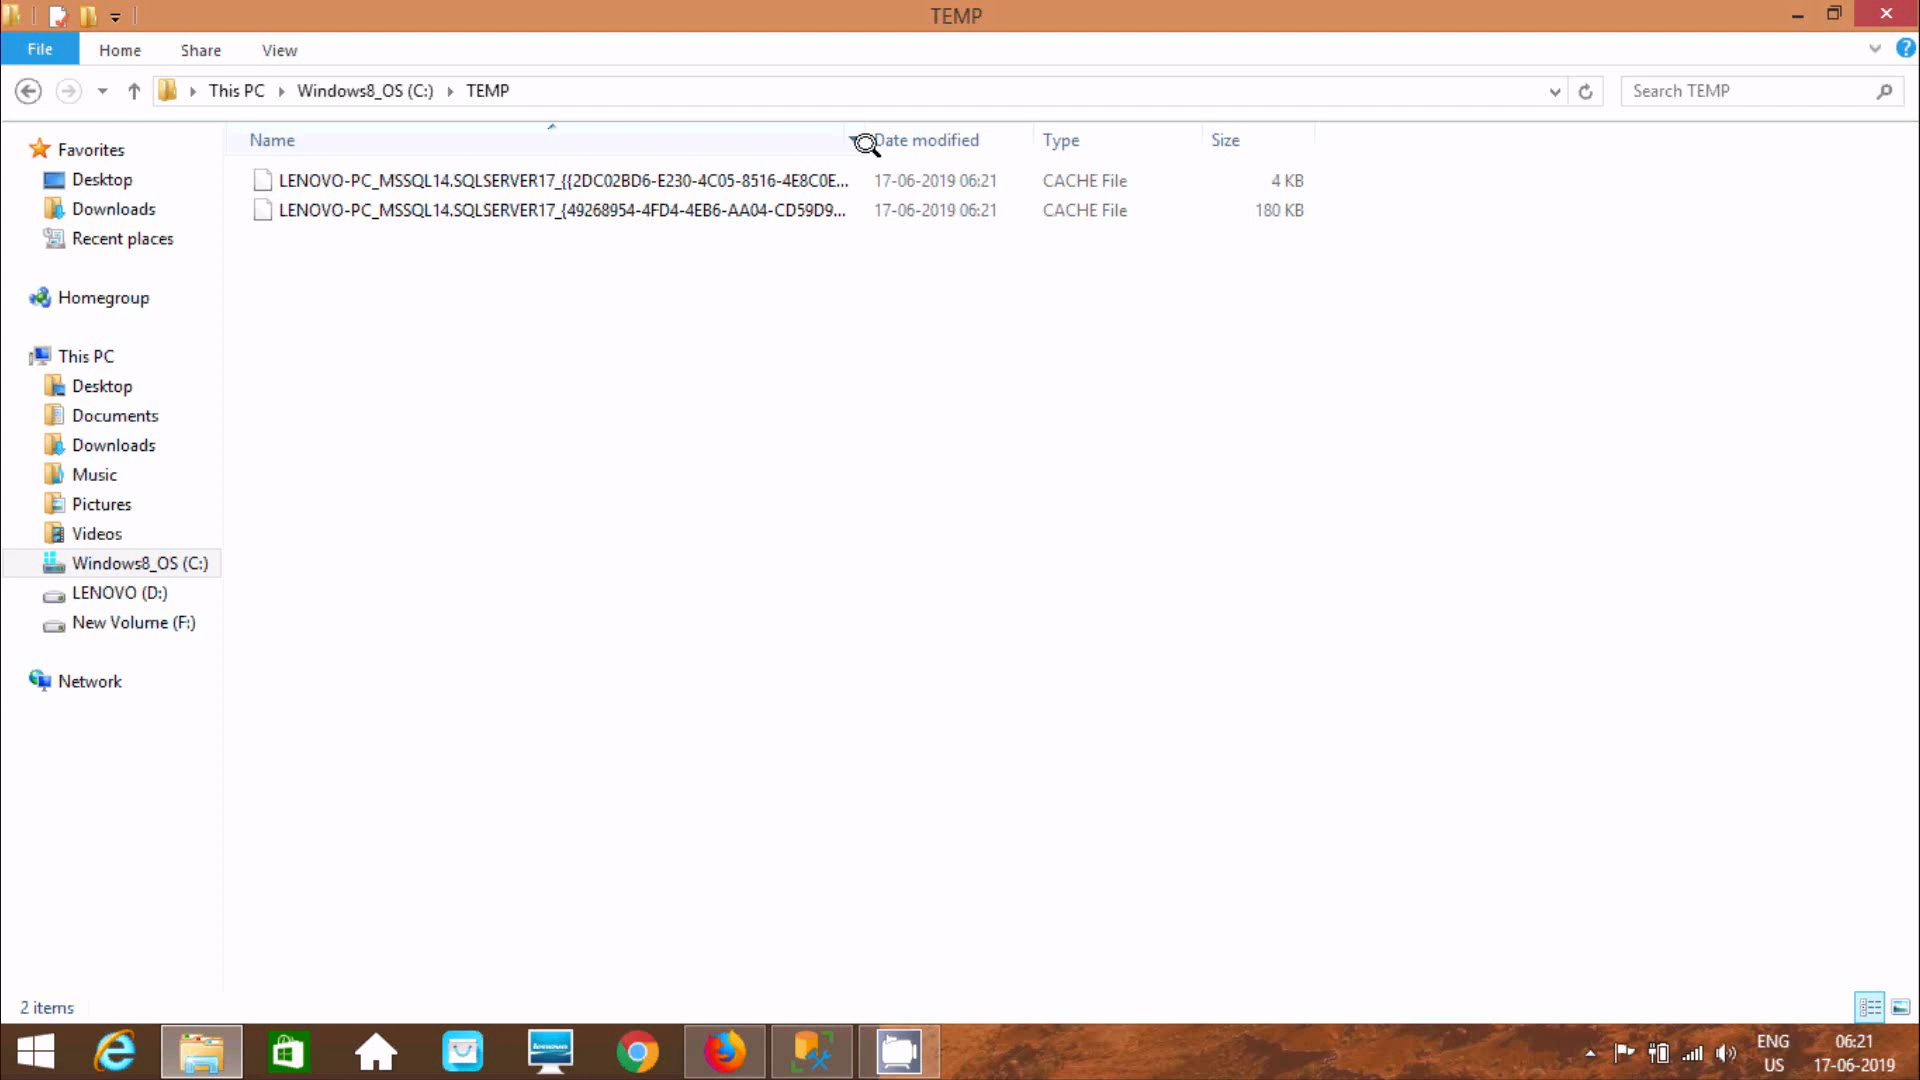 TEMP
File Home Share View
This PC Windows8_OS (C:) TEMP Search TEMP
Name Date modified Type Size
LENOVO-PC_MSSQL14.SQLSERVER17_{{2DC02BD6-E230-4C05-8516-4E8C0E... 17-06-2019 06:21 CACHE File 4 KB
LENOVO-PC_MSSQL14.SQLSERVER17_{49268954-4FD4-4EB6-AA04-CD59D9... 17-06-2019 06:21 CACHE File 180 KB
Favorites
Desktop
Downloads
Recent places
Homegroup
This PC
Desktop
Documents
Downloads
Music
Pictures
Videos
Windows8_OS (C:)
LENOVO (D:)
New Volume (F:)
Network
2 items
ENG 06:21
US 17-06-2019